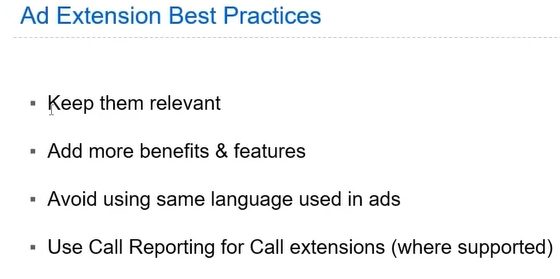 Ad Extension Best Practices
▪ Keep them relevant
▪ Add more benefits & features
▪ Avoid using same language used in ads
▪ Use Call Reporting for Call extensions (where supported)